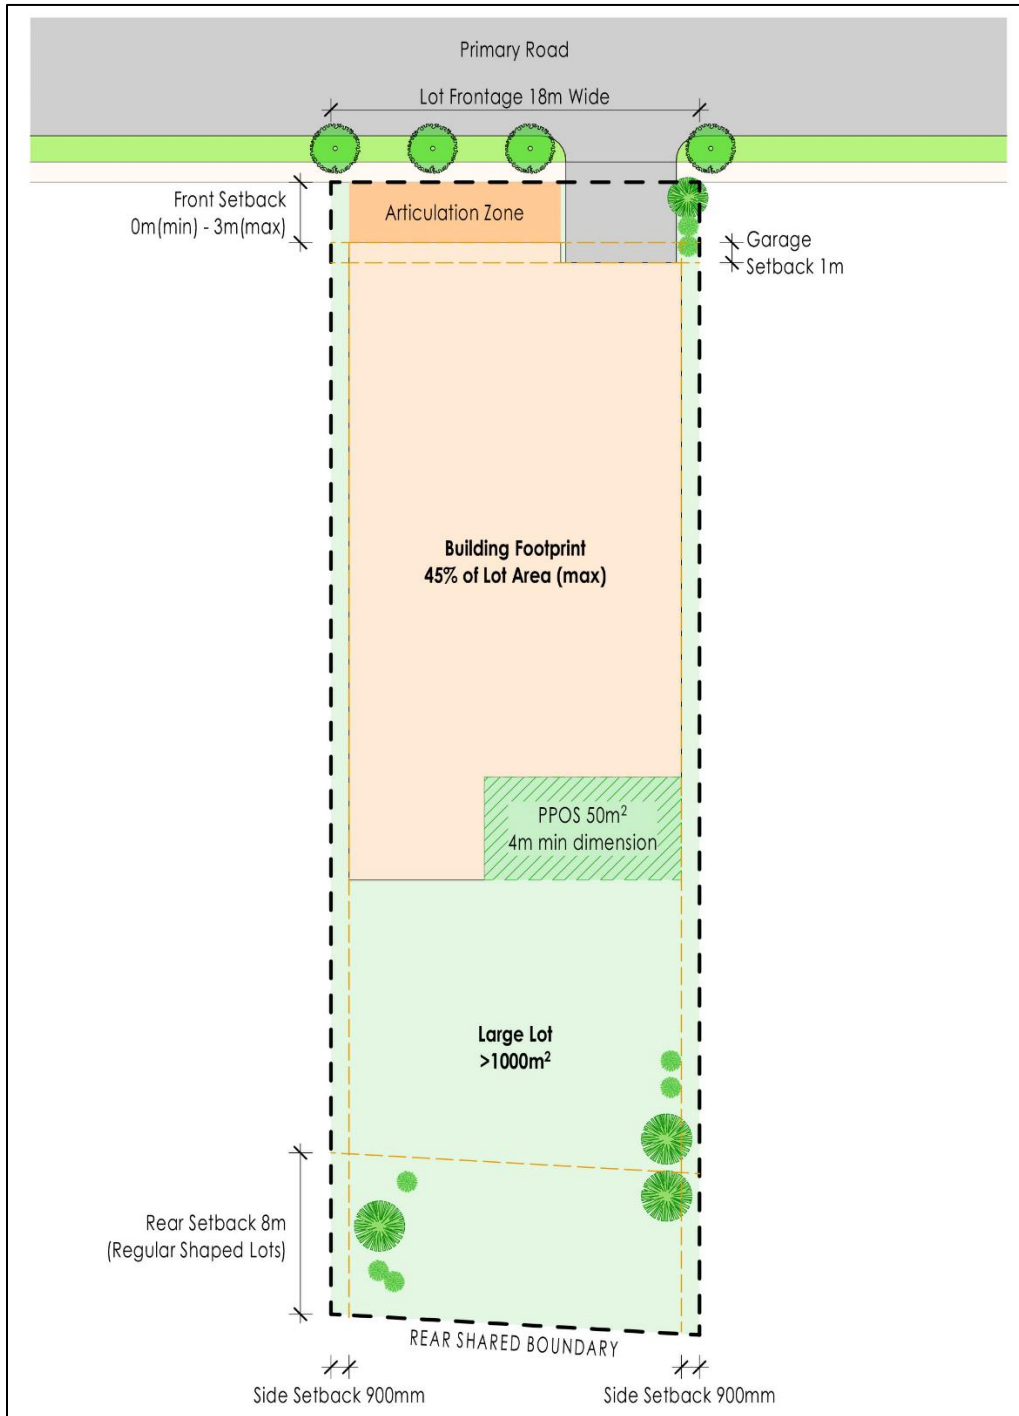 Primary Road
Lot Frontage 18m Wide
Front Setback
0m(min) - 3m(max)
Articulation Zone
Garage
Setback 1m
Building Footprint
45% of Lot Area (max)
PPOS 50m²
4m min dimension
Large Lot
>1000m²
Rear Setback 8m
(Regular Shaped Lots)
REAR SHARED BOUNDARY
Side Setback 900mm
Side Setback 900mm